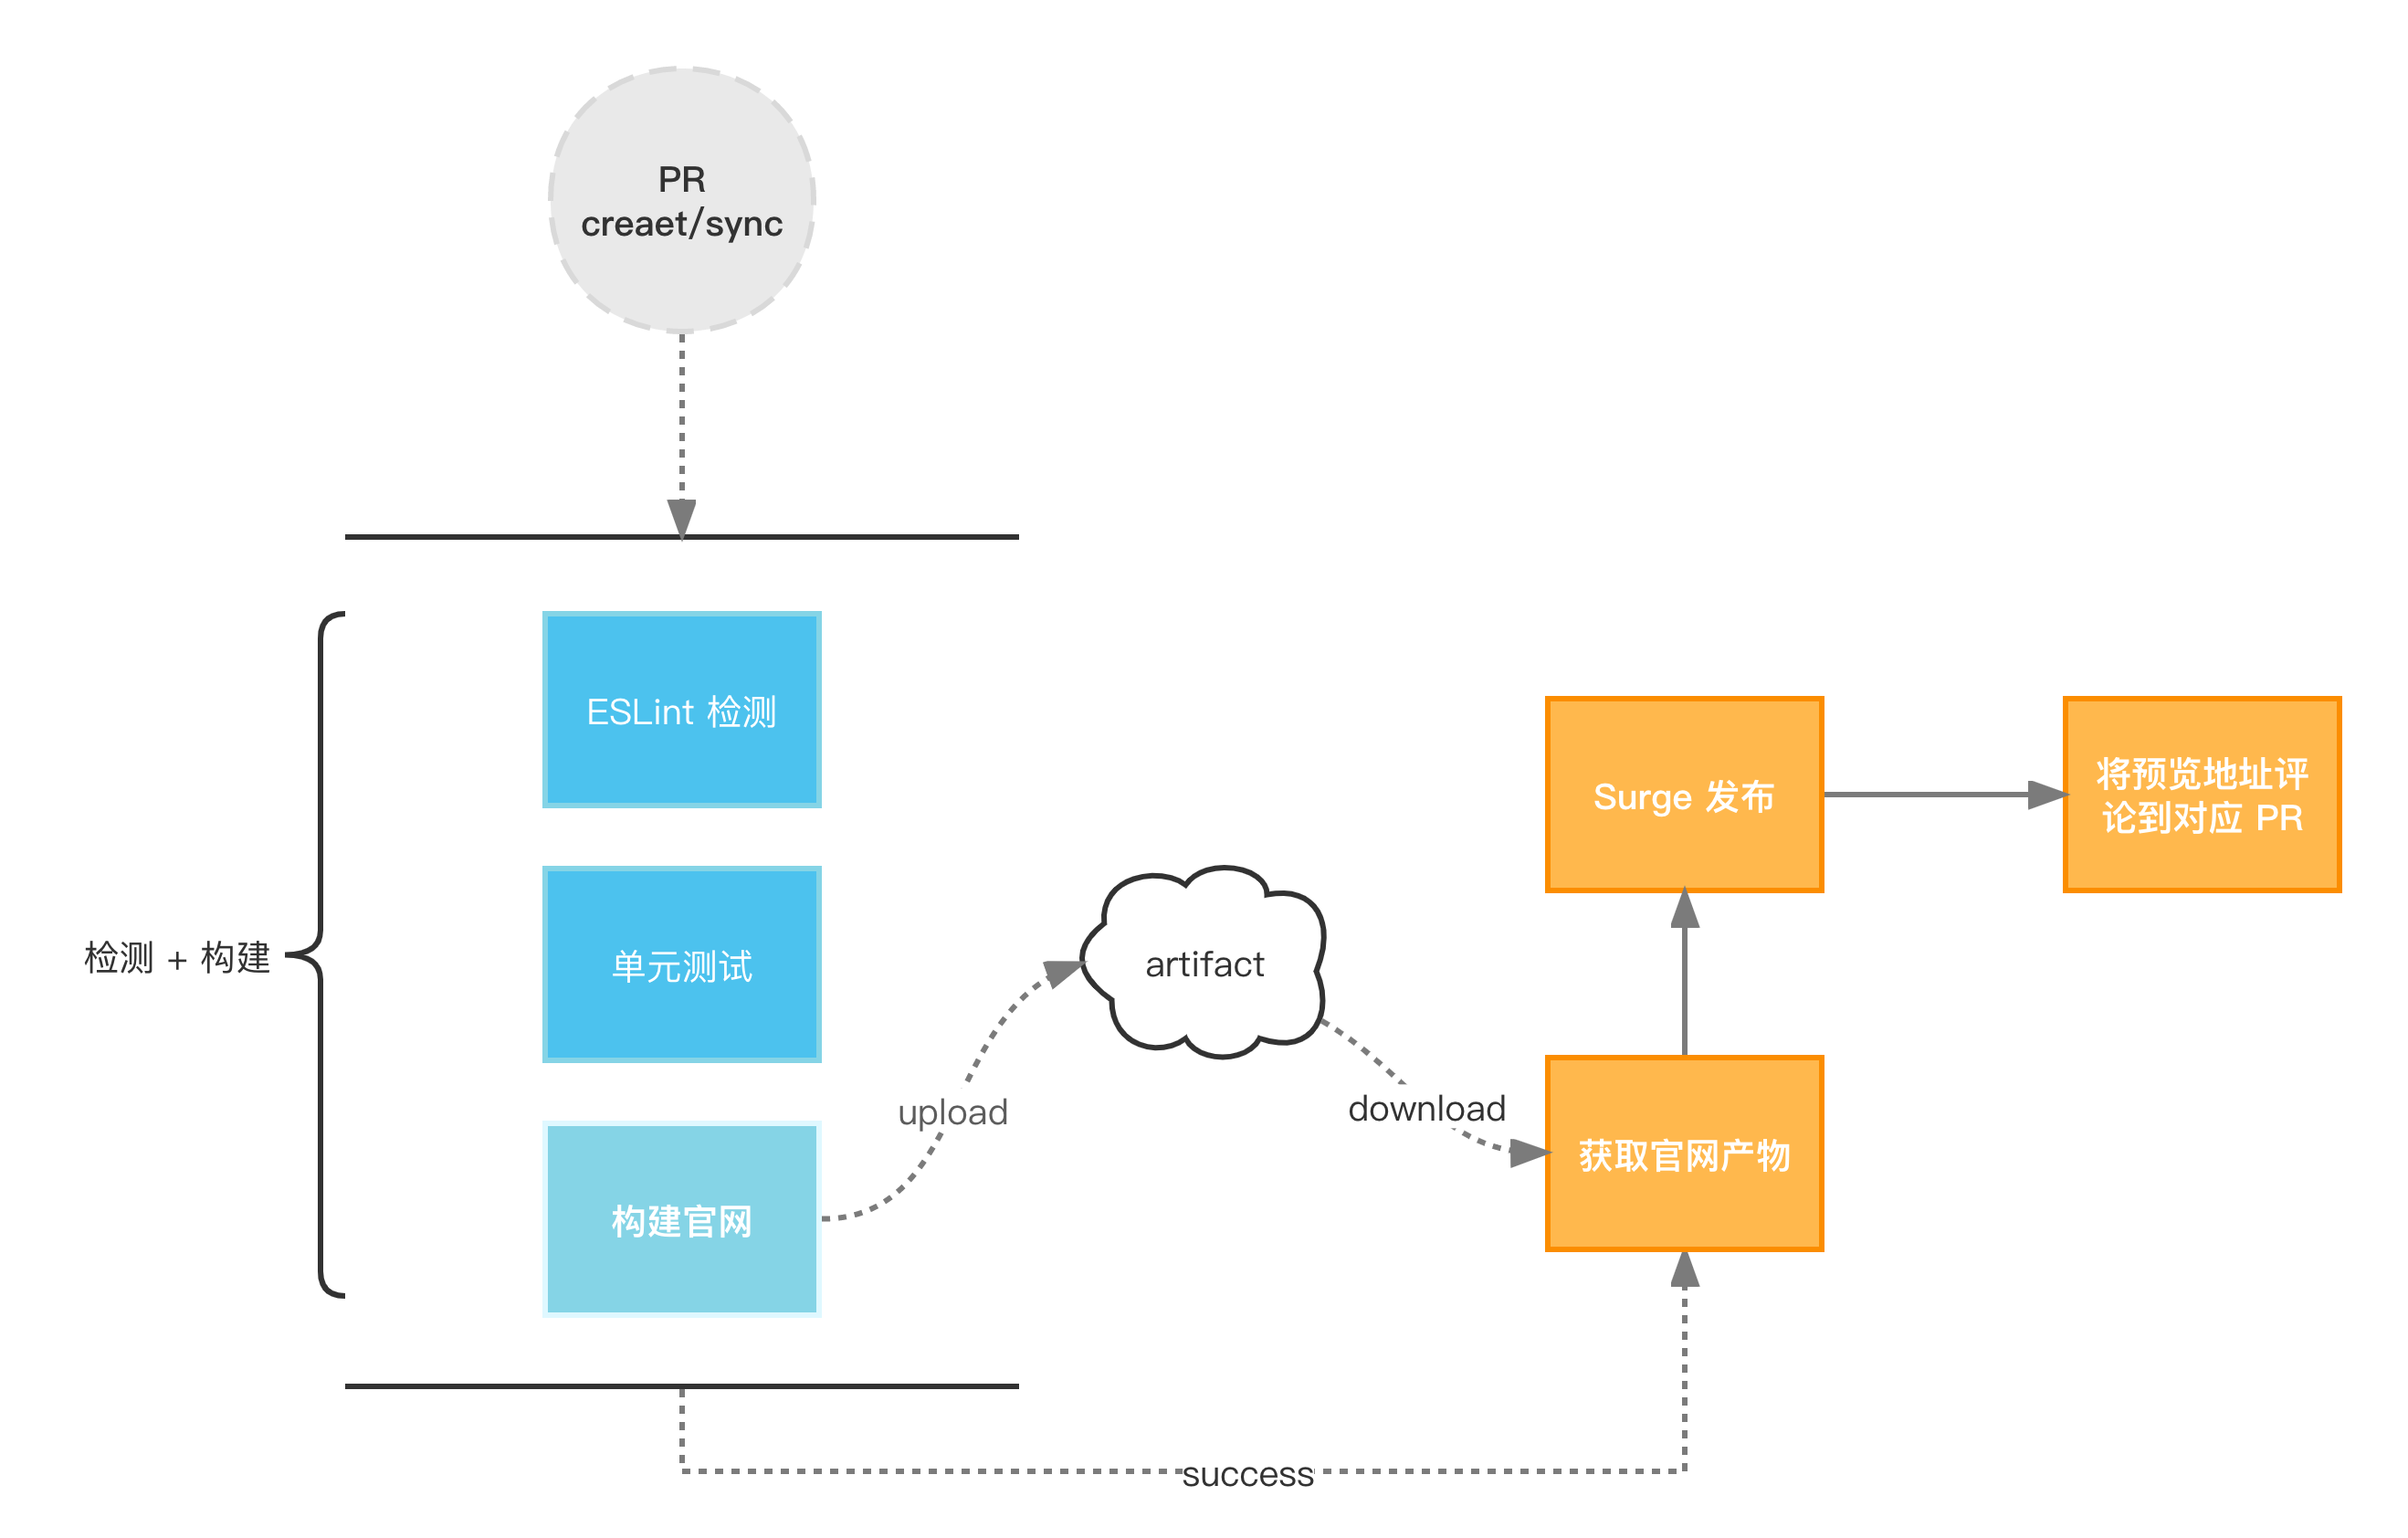 PR
creaet/sync
ESLint 检测
单元测试
构建官网
检测 + 构建
upload
artifact
download
Surge 发布
将预览地址评
论到对应 PR
获取官网产物
success